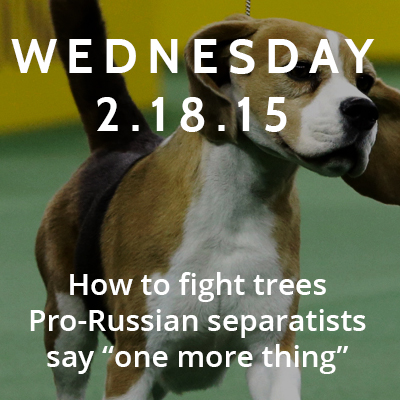 WEDNESDAY
2.18.15
How to fight trees
Pro-Russian separatists
say “one more thing”